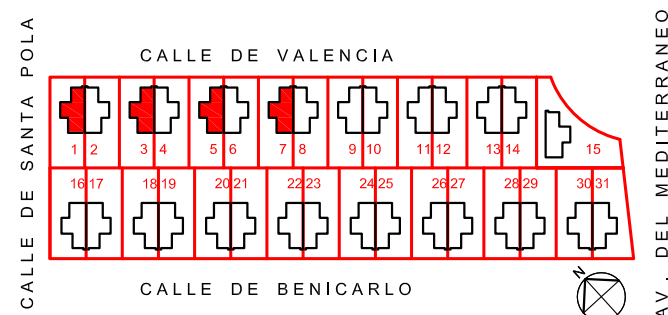 CALLE DE VALENCIA
CALLE DE SANTA POLA
AV. DEL MEDITERRANEO
1 2 3 4 5 6 7 8 9 10 11 12 13 14 15
16 17 18 19 20 21 22 23 24 25 26 27 28 29 30 31
CALLE DE BENICARLO
N